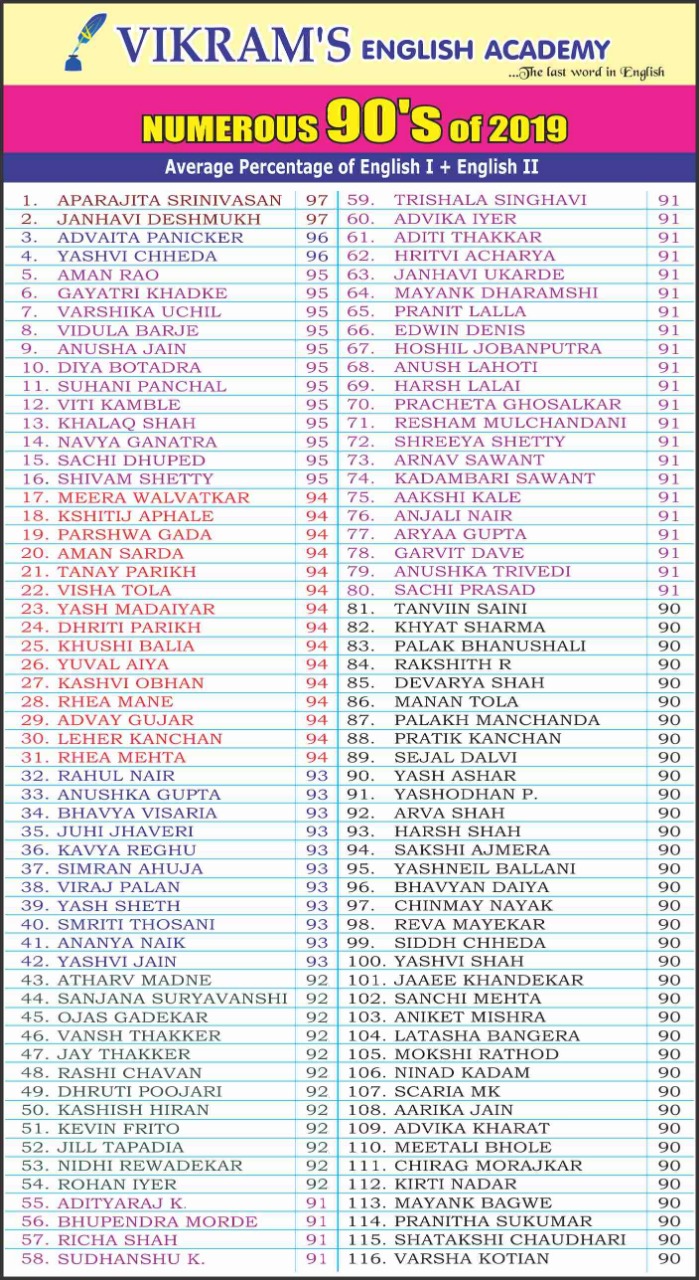 VIKRAM'S ENGLISH ACADEMY
...The last word in English
NUMEROUS 90's of 2019
Average Percentage of English I + English II
1. APARAJITA SRINIVASAN 97
2. JANHAVI DESHMUKH 97
3. ADVAITA PANICKER 96
4. YASHVI CHHEDA 96
5. AMAN RAO 95
6. GAYATRI KHADKE 95
7. VARSHIKA UCHIL 95
8. VIDULA BARJE 95
9. ANUSHA JAIN 95
10. DIYA BOTADRA 95
11. SUHANI PANCHAL 95
12. VITI KAMBLE 95
13. KHALAQ SHAH 95
14. NAVYA GANATRA 95
15. SACHI DHUPED 95
16. SHIVAM SHETTY 95
17. MEERA WALVATKAR 94
18. KSHITIJ APHALE 94
19. PARSHWA GADA 94
20. AMAN SARDA 94
21. TANAY PARIKH 94
22. VISHA TOLA 94
23. YASH MADAIYAR 94
24. DHRITI PARIKH 94
25. KHUSHI BALIA 94
26. YUVAL AIYA 94
27. KASHVI OBHAN 94
28. RHEA MANE 94
29. ADVAY GUJAR 94
30. LEHER KANCHAN 94
31. RHEA MEHTA 94
32. RAHUL NAIR 93
33. ANUSHKA GUPTA 93
34. BHAVYA VISARIA 93
35. JUHI JHAVERI 93
36. KAVYA REGHU 93
37. SIMRAN AHUJA 93
38. VIRAJ PALAN 93
39. YASH SHETH 93
40. SMRITI THOSANI 93
41. ANANYA NAIK 93
42. YASHVI JAIN 93
43. ATHARV MADNE 92
44. SANJANA SURYAVANSHI 92
45. OJAS GADEKAR 92
46. VANSH THAKKER 92
47. JAY THAKKER 92
48. RASHI CHAVAN 92
49. DHRUTI POOJARI 92
50. KASHISH HIRAN 92
51. KEVIN FRITO 92
52. JILL TAPADIA 92
53. NIDHI REWADEKAR 92
54. ROHAN IYER 92
55. ADITYARAJ K. 91
56. BHUPENDRA MORDE 91
57. RICHA SHAH 91
58. SUDHANSHU K. 91
59. TRISHALA SINGHAVI 91
60. ADVIKA IYER 91
61. ADITI THAKKAR 91
62. HRITVI ACHARYA 91
63. JANHAVI UKARDE 91
64. MAYANK DHARAMSHI 91
65. PRANIT LALLA 91
66. EDWIN DENIS 91
67. HOSHIL JOBANPUTRA 91
68. ANUSH LAHOTI 91
69. HARSH LALAI 91
70. PRACHETA GHOSALKAR 91
71. RESHAM MULCHANDANI 91
72. SHREEYA SHETTY 91
73. ARNAV SAWANT 91
74. KADAMBARI SAWANT 91
75. AAKSHI KALE 91
76. ANJALI NAIR 91
77. ARYAA GUPTA 91
78. GARVIT DAVE 91
79. ANUSHKA TRIVEDI 91
80. SACHI PRASAD 91
81. TANVIIN SAINI 90
82. KHYAT SHARMA 90
83. PALAK BHANUSHALI 90
84. RAKSHITH R 90
85. DEVARYA SHAH 90
86. MANAN TOLA 90
87. PALAKH MANCHANDA 90
88. PRATIK KANCHAN 90
89. SEJAL DALVI 90
90. YASH ASHAR 90
91. YASHODHAN P. 90
92. ARVA SHAH 90
93. HARSH SHAH 90
94. SAKSHI AJMERA 90
95. YASHNEIL BALLANI 90
96. BHAVYAN DAIYA 90
97. CHINMAY NAYAK 90
98. REVA MAYEKAR 90
99. SIDDH CHHEDA 90
100. YASHVI SHAH 90
101. JAAEE KHANDEKAR 90
102. SANCHI MEHTA 90
103. ANIKET MISHRA 90
104. LATASHA BANGERA 90
105. MOKSHI RATHOD 90
106. NINAD KADAM 90
107. SCARIA MK 90
108. AARIKA JAIN 90
109. ADVIKA KHARAT 90
110. MEETALI BHOLE 90
111. CHIRAG MORAJKAR 90
112. KIRTI NADAR 90
113. MAYANK BAGWE 90
114. PRANITHA SUKUMAR 90
115. SHATAKSHI CHAUDHARI 90
116. VARSHA KOTIAN 90